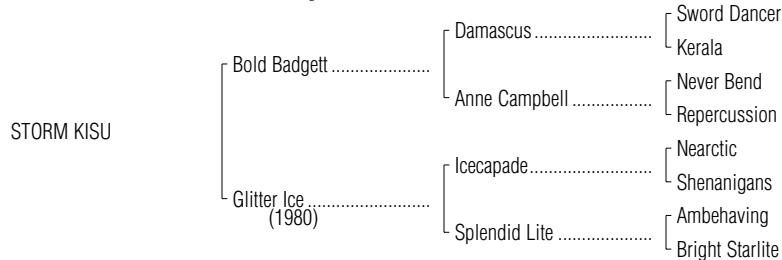 Sword Dancer
Damascus ........................
Kerala
Bold Badgett .....................
Never Bend
Anne Campbell .................
Repercussion
STORM KISU
Nearctic
Icecapade..........................
Shenanigans
Glitter Ice ..........................
(1980)
Ambehaving
Splendid Lite ....................
Bright Starlite